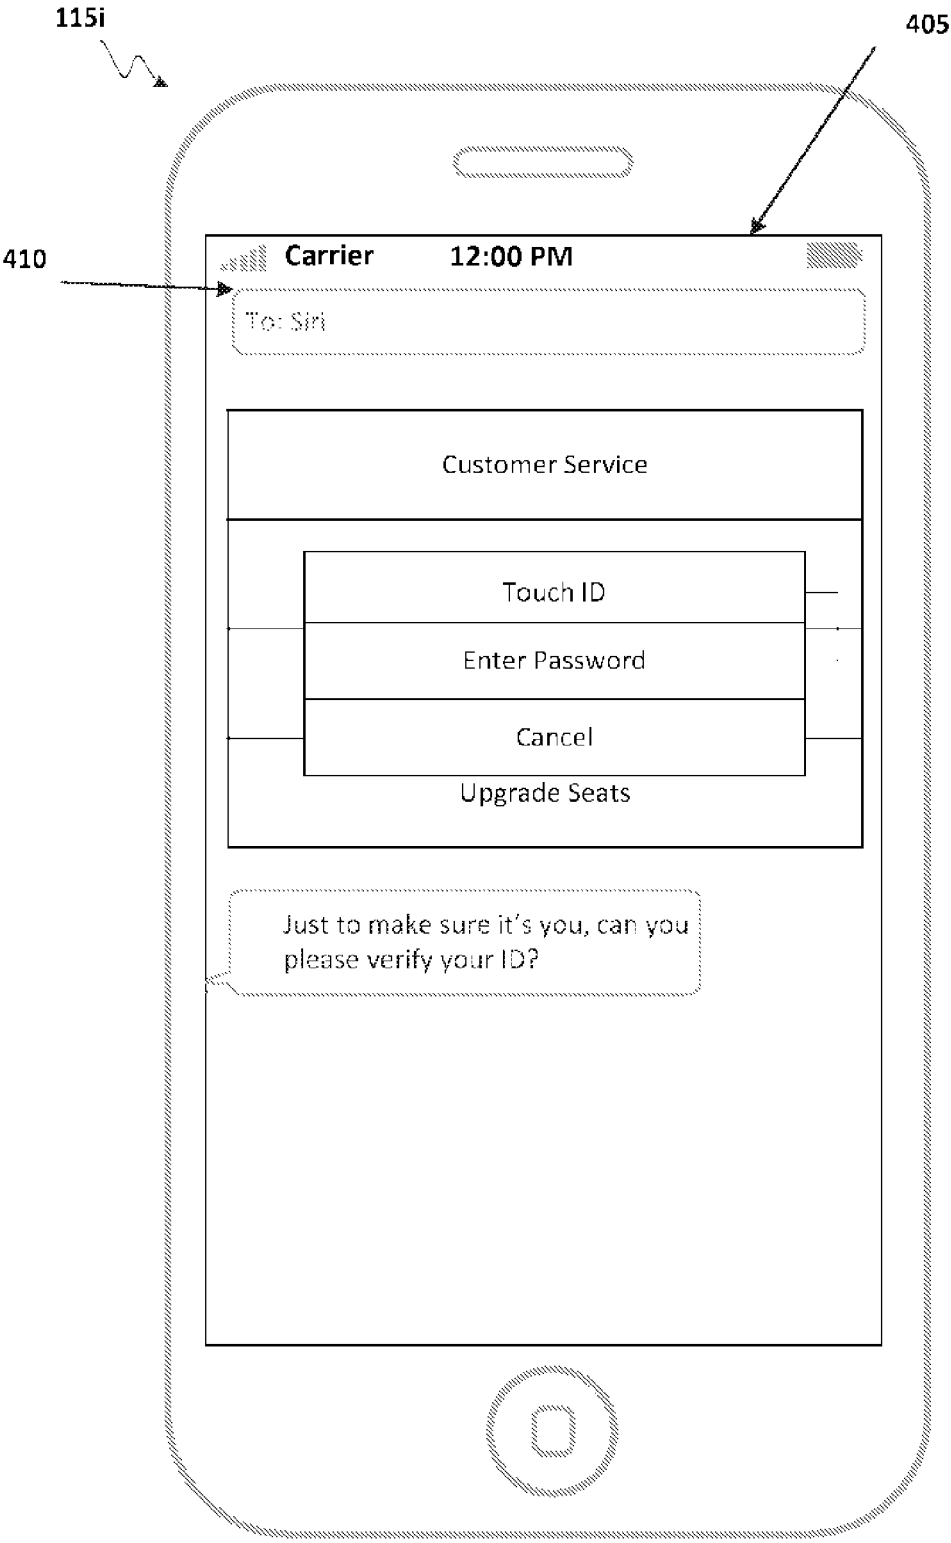 115i
405
410
Carrier 12:00 PM
To: Siri
Customer Service
Touch ID
Enter Password
Cancel
Upgrade Seats
Just to make sure it's you, can you
please verify your ID?